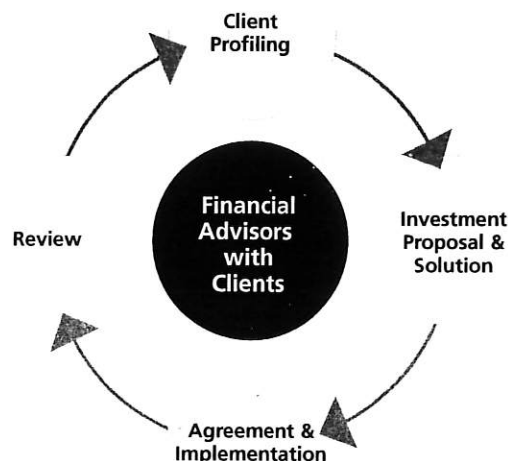 Client
Profiling
Investment
Proposal &
Solution
Agreement &
Implementation
Review
Financial
Advisors
with
Clients